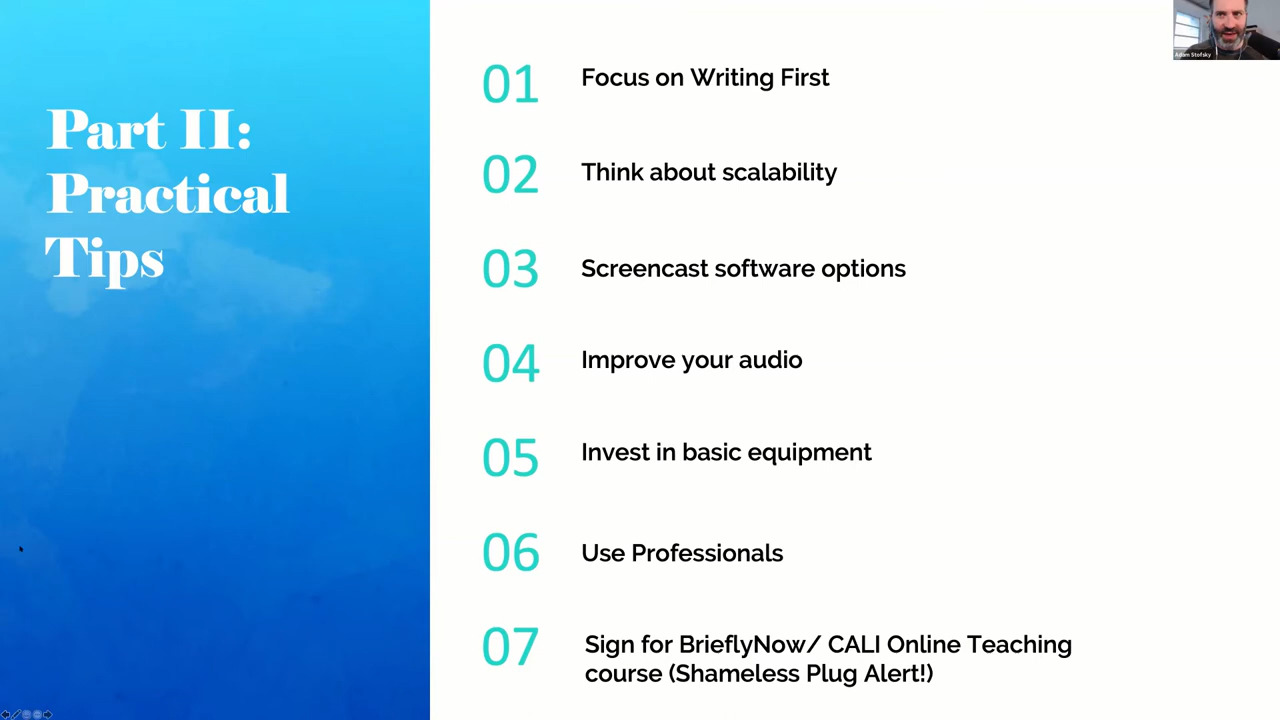 Part II:
Practical
Tips
01 Focus on Writing First
02 Think about scalability
03 Screencast software options
04 Improve your audio
05 Invest in basic equipment
06 Use Professionals
07 Sign for BrieflyNow/ CALI Online Teaching
course (Shameless Plug Alert!)
Adam Stofsky